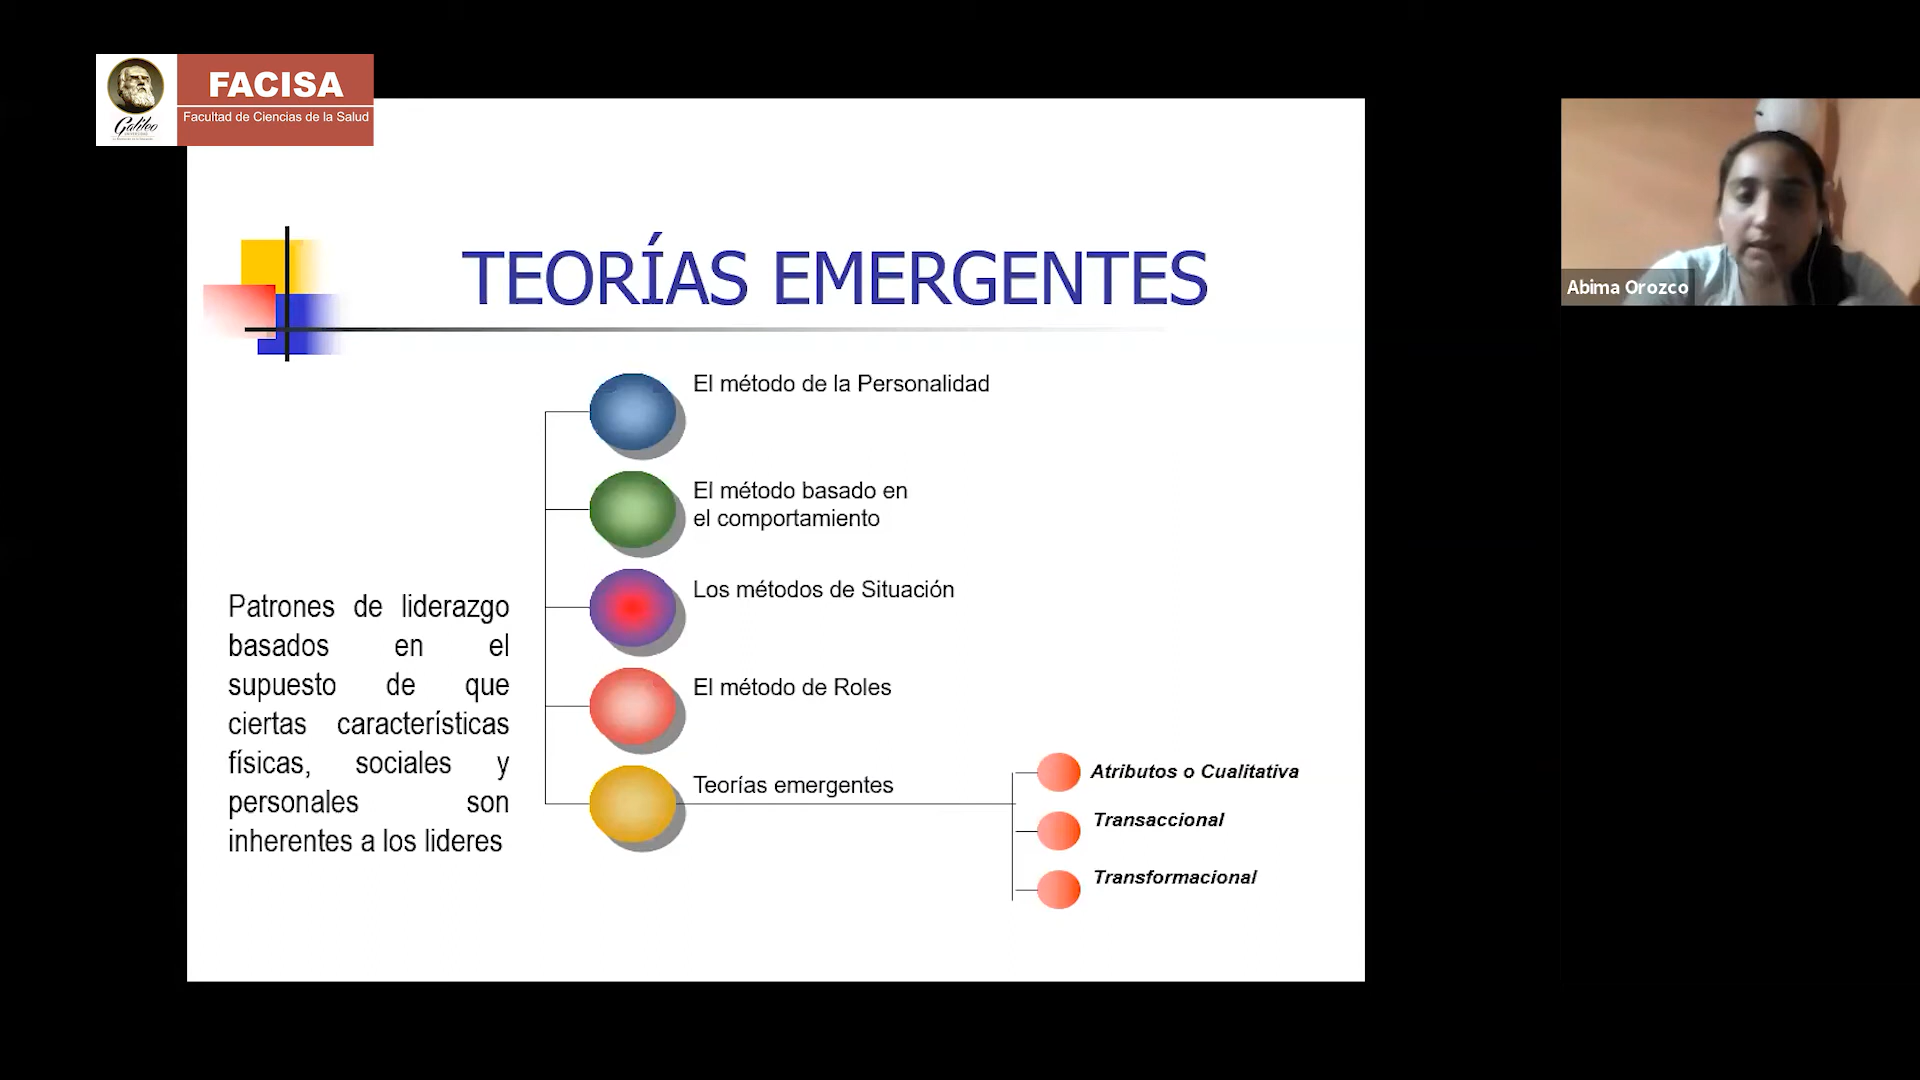 FACISA
Facultad de Ciencias de la Salud
Galileo
TEORÍAS EMERGENTES
El método de la Personalidad
El método basado en
el comportamiento
Los métodos de Situación
El método de Roles
Teorías emergentes
Patrones de liderazgo
basados en el
supuesto de que
ciertas características
físicas, sociales y
personales son
inherentes a los lideres
Atributos o Cualitativa
Transaccional
Transformacional
Abima Orozco